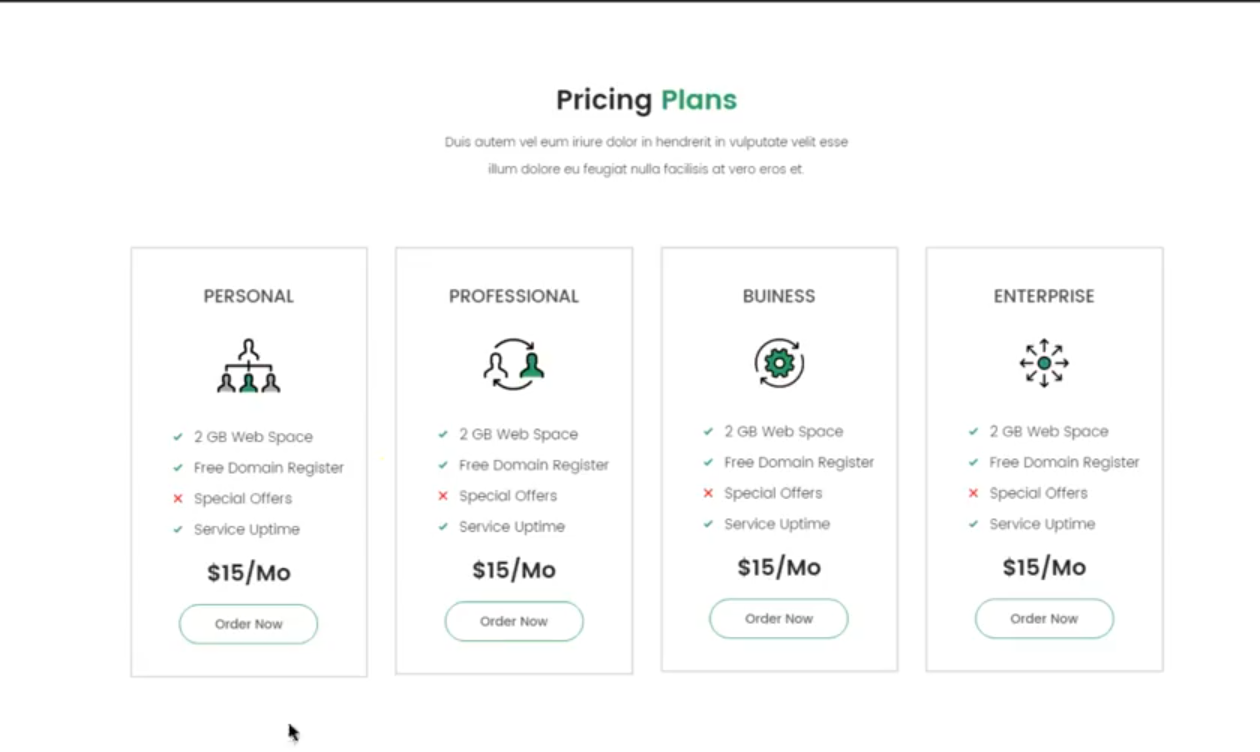 Pricing Plans
Duis autem vel eum iriure dolor in hendrerit in vulputate velit esse
illum dolore eu feugiat nulla facilisis at vero eros et.
PERSONAL
2 GB Web Space
Free Domain Register
Special Offers
Service Uptime
$15/Mo
Order Now
PROFESSIONAL
2 GB Web Space
Free Domain Register
Special Offers
Service Uptime
$15/Mo
Order Now
BUINESS
2 GB Web Space
Free Domain Register
Special Offers
Service Uptime
$15/Mo
Order Now
ENTERPRISE
2 GB Web Space
Free Domain Register
Special Offers
Service Uptime
$15/Mo
Order Now